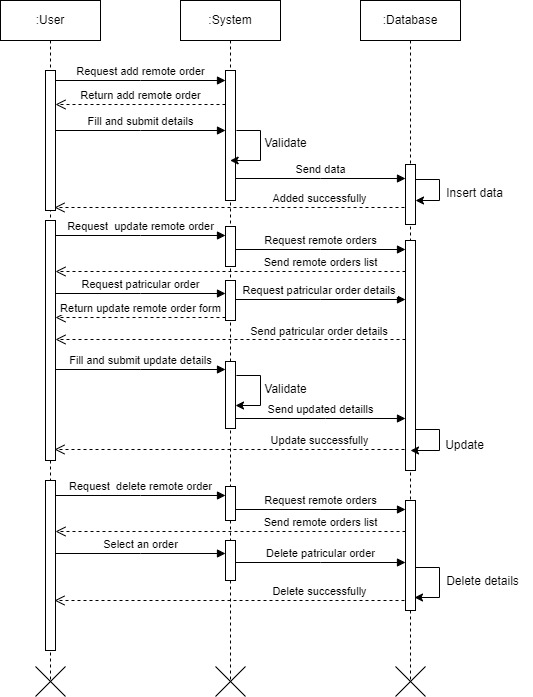 :User
:System
:Database
Request add remote order
Return add remote order
Fill and submit details
Validate
Send data
Insert data
Added successfully
Request  update remote order
Request remote orders
Send remote orders list
Request patricular order
Request patricular order details
Return update remote order form
Send patricular order details
Fill and submit update details
Validate
Send updated detaills
Update successfully
Update
Request  delete remote order
Request remote orders
Send remote orders list
Select an order
Delete patricular order
Delete details
Delete successfully